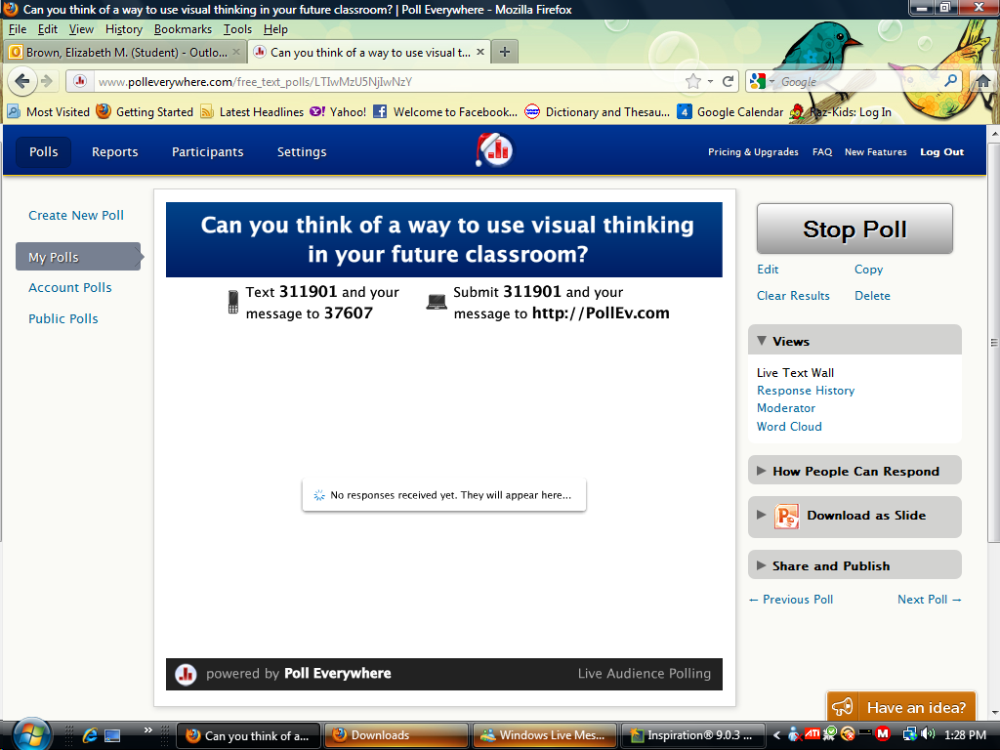 Can you think of a way to use visual thinking in your future classroom? | Poll Everywhere - Mozilla Firefox
File Edit View History Bookmarks Tools Help
Brown, Elizabeth M. (Student) - Outlo... Can you think of a way to use visual t...
www.polleverywhere.com/free_text_polls/LTIwMzU5NjIwNzY Google
Most Visited Getting Started Latest Headlines Yahoo! Welcome to Facebook... Dictionary and Thesau... 4 Google Calendar Raz-Kids: Log In
Polls Reports Participants Settings Pricing & Upgrades FAQ New Features Log Out
Create New Poll
My Polls
Account Polls
Public Polls
Can you think of a way to use visual thinking
in your future classroom?
Text 311901 and your
message to 37607
Submit 311901 and your
message to http://PollEv.com
No responses received yet. They will appear here...
powered by Poll Everywhere Live Audience Polling
Stop Poll
Edit Copy
Clear Results Delete
Views
Live Text Wall
Response History
Moderator
Word Cloud
How People Can Respond
Download as Slide
Share and Publish
← Previous Poll Next Poll →
Have an idea?
Can you think of a... Downloads Windows Live Mes... Inspiration® 9.0.3 ... ATI M 1:28 PM